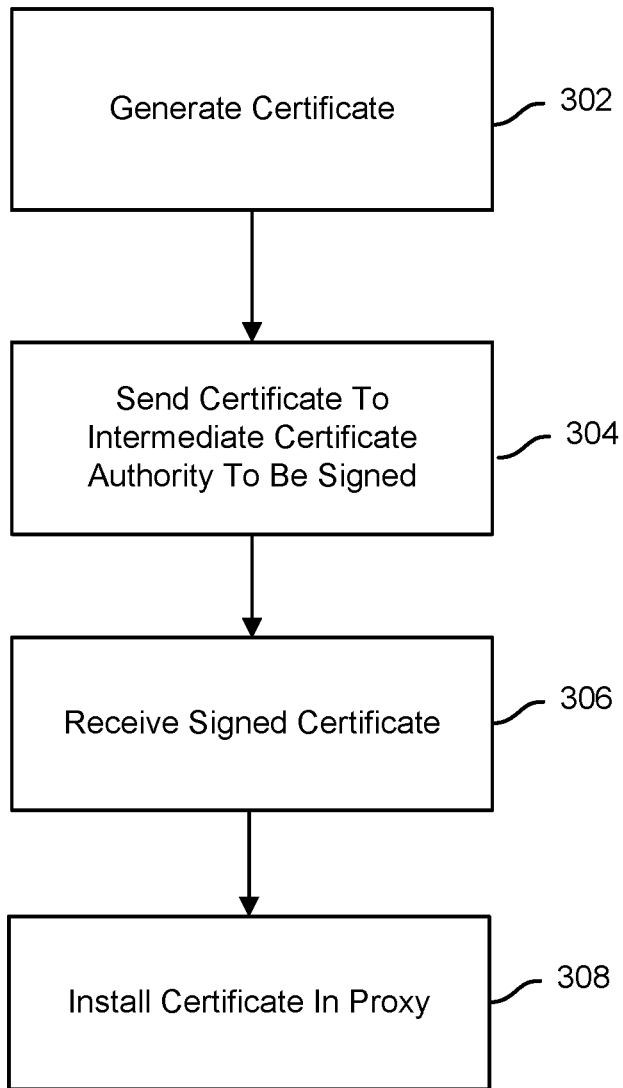 Generate Certificate
302
Send Certificate To
Intermediate Certificate
Authority To Be Signed
304
Receive Signed Certificate
306
Install Certificate In Proxy
308